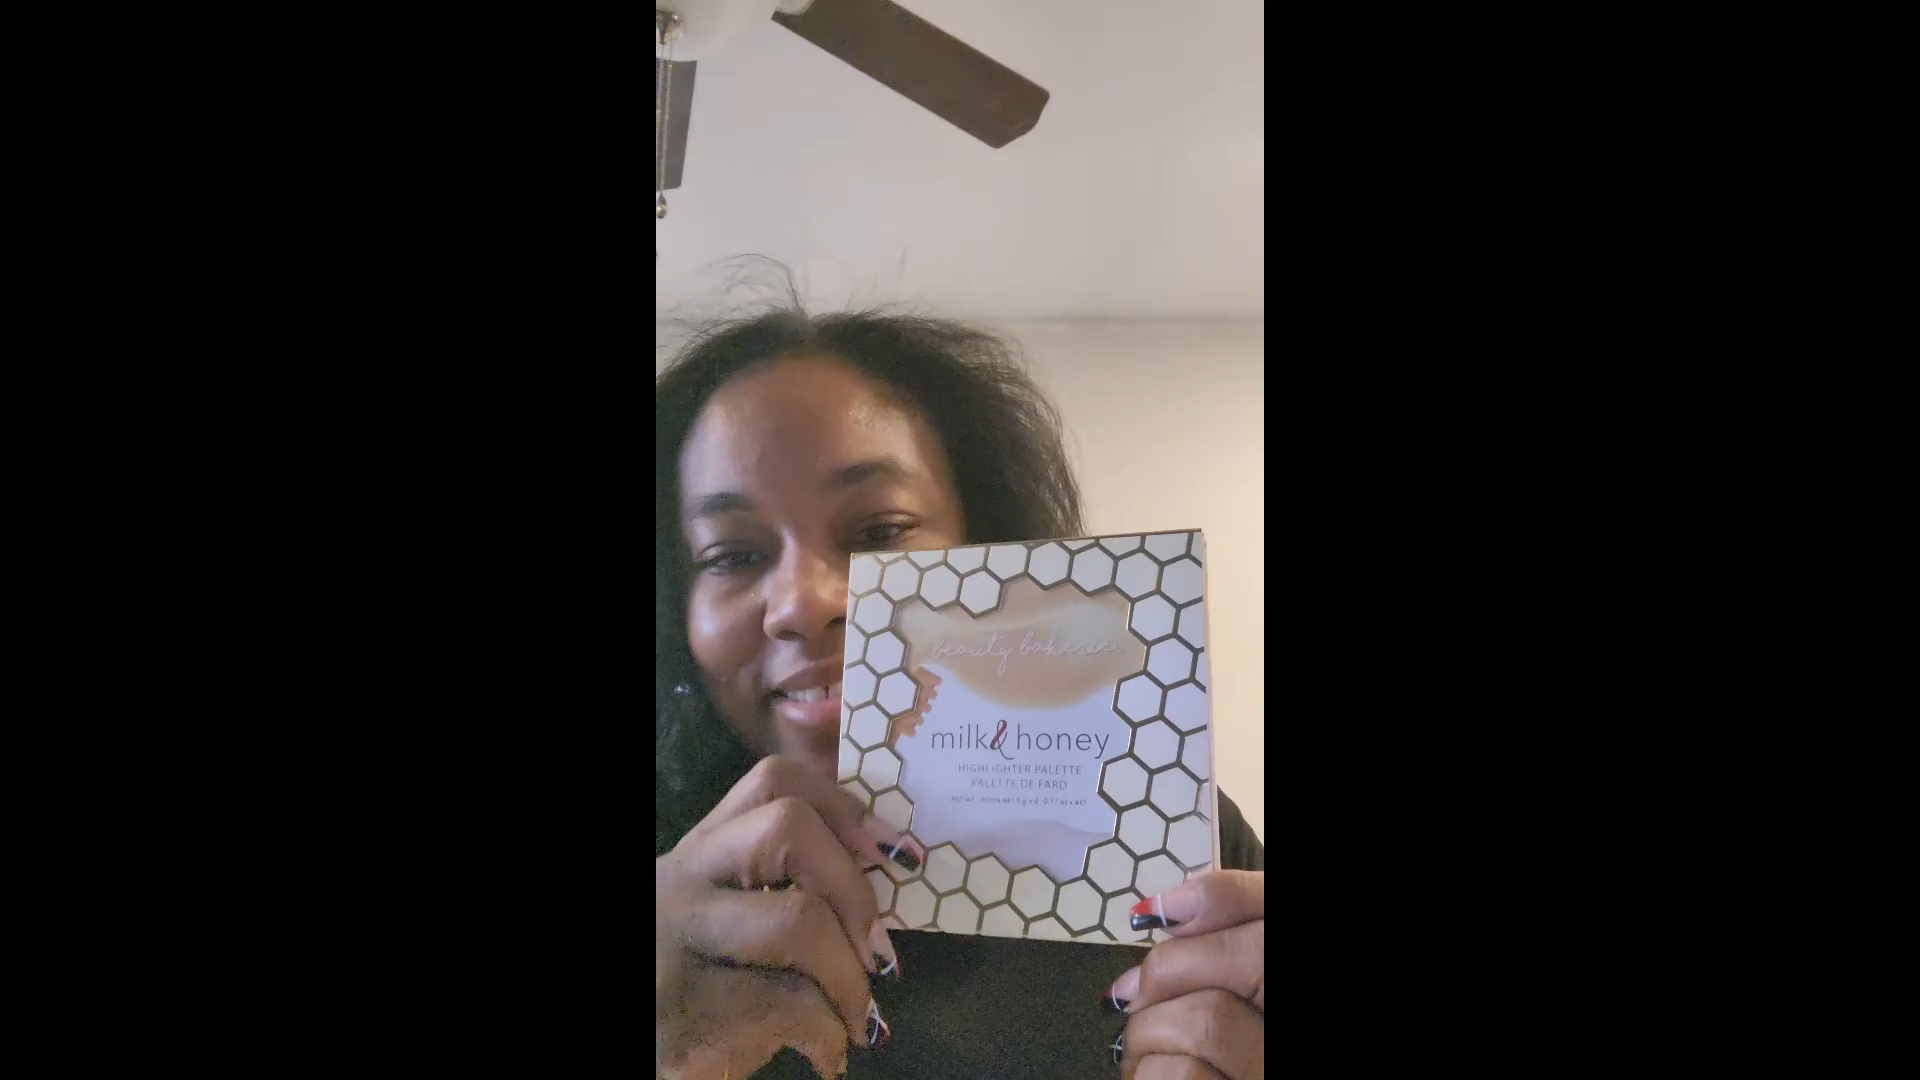 beauty bakerie.
milk & honey
HIGHLIGHTER PALETTE
PALETTE DE FARD